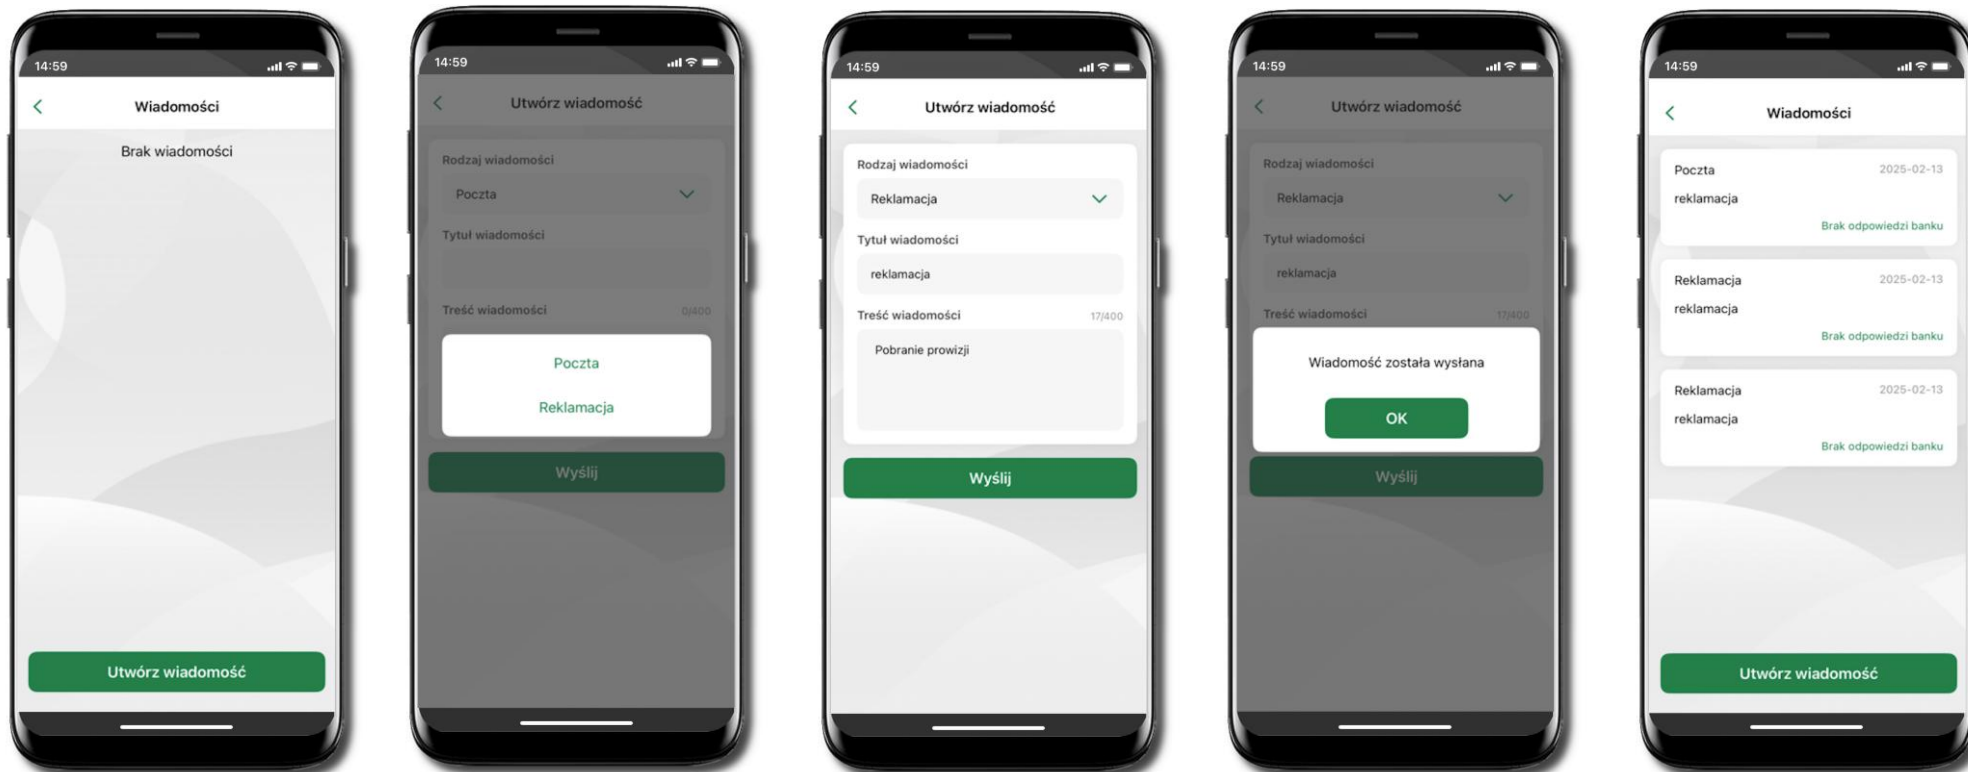 14:59
Wiadomości
Brak wiadomości
Utwórz wiadomość
14:59
Utwórz wiadomość
Rodzaj wiadomości
Poczta
Tytuł wiadomości
Treść wiadomości 0/400
Poczta
Reklamacja
Wyślij
14:59
Utwórz wiadomość
Rodzaj wiadomości
Reklamacja
Tytuł wiadomości
reklamacja
Treść wiadomości 17/400
Pobranie prowizji
Wyślij
14:59
Utwórz wiadomość
Rodzaj wiadomości
Reklamacja
Tytuł wiadomości
reklamacja
Treść wiadomości 17/400
Wiadomość została wysłana
OK
Wyślij
14:59
Wiadomości
Poczta 2025-02-13
reklamacja
Brak odpowiedzi banku
Reklamacja 2025-02-13
reklamacja
Brak odpowiedzi banku
Reklamacja 2025-02-13
reklamacja
Brak odpowiedzi banku
Utwórz wiadomość